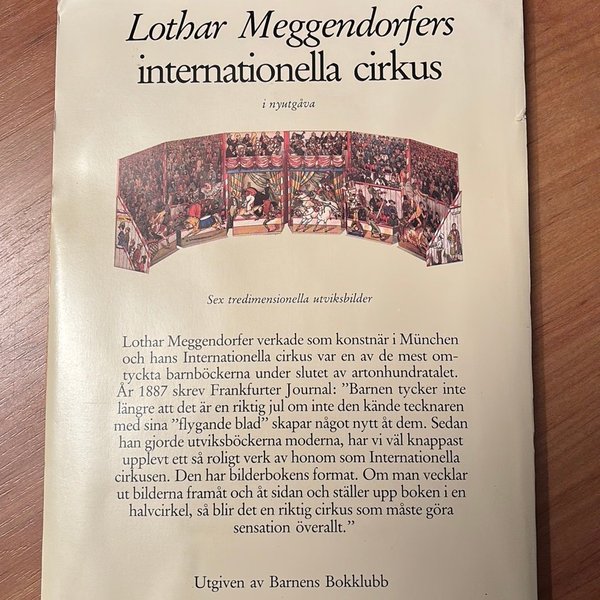 Lothar Meggendorfers
internationella cirkus
i nyutgåva
Sex tredimensionella utviksbilder
Lothar Meggendorfer verkade som konstnär i München
och hans Internationella cirkus var en av de mest om-
tyckta barnböckerna under slutet av artonhundratalet.
År 1887 skrev Frankfurter Journal: ”Barnen tycker inte
längre att det är en riktig jul om inte den kände tecknaren
med sina ”flygande blad” skapar något nytt åt dem. Sedan
han gjorde utviksböckerna moderna, har vi väl knappast
upplevt ett så roligt verk av honom som Internationella
cirkusen. Den har bilderbokens format. Om man vecklar
ut bilderna framåt och åt sidan och ställer upp boken i en
halvcirkel, så blir det en riktig cirkus som måste göra
sensation överallt.”
Utgiven av Barnens Bokklubb